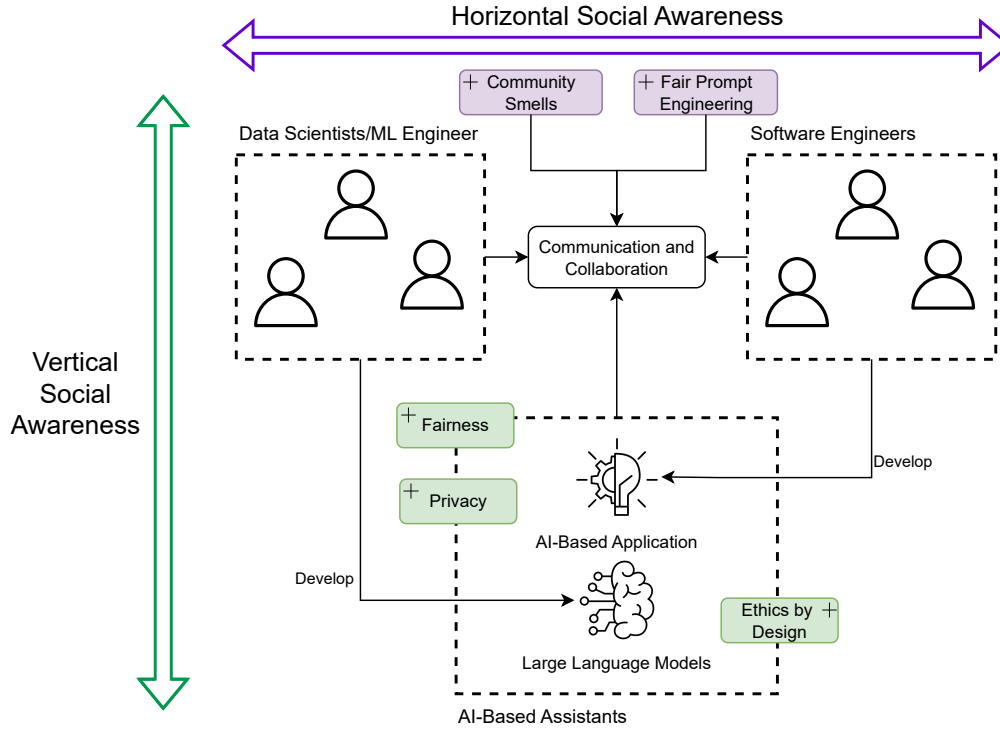 Horizontal Social Awareness
+ Community
Smells
+ Fair Prompt
Engineering
Data Scientists/ML Engineer
Software Engineers
Communication and
Collaboration
Vertical
Social
Awareness
+ Fairness
+ Privacy
Develop
AI-Based Application
Develop
Ethics by +
Design
Large Language Models
AI-Based Assistants